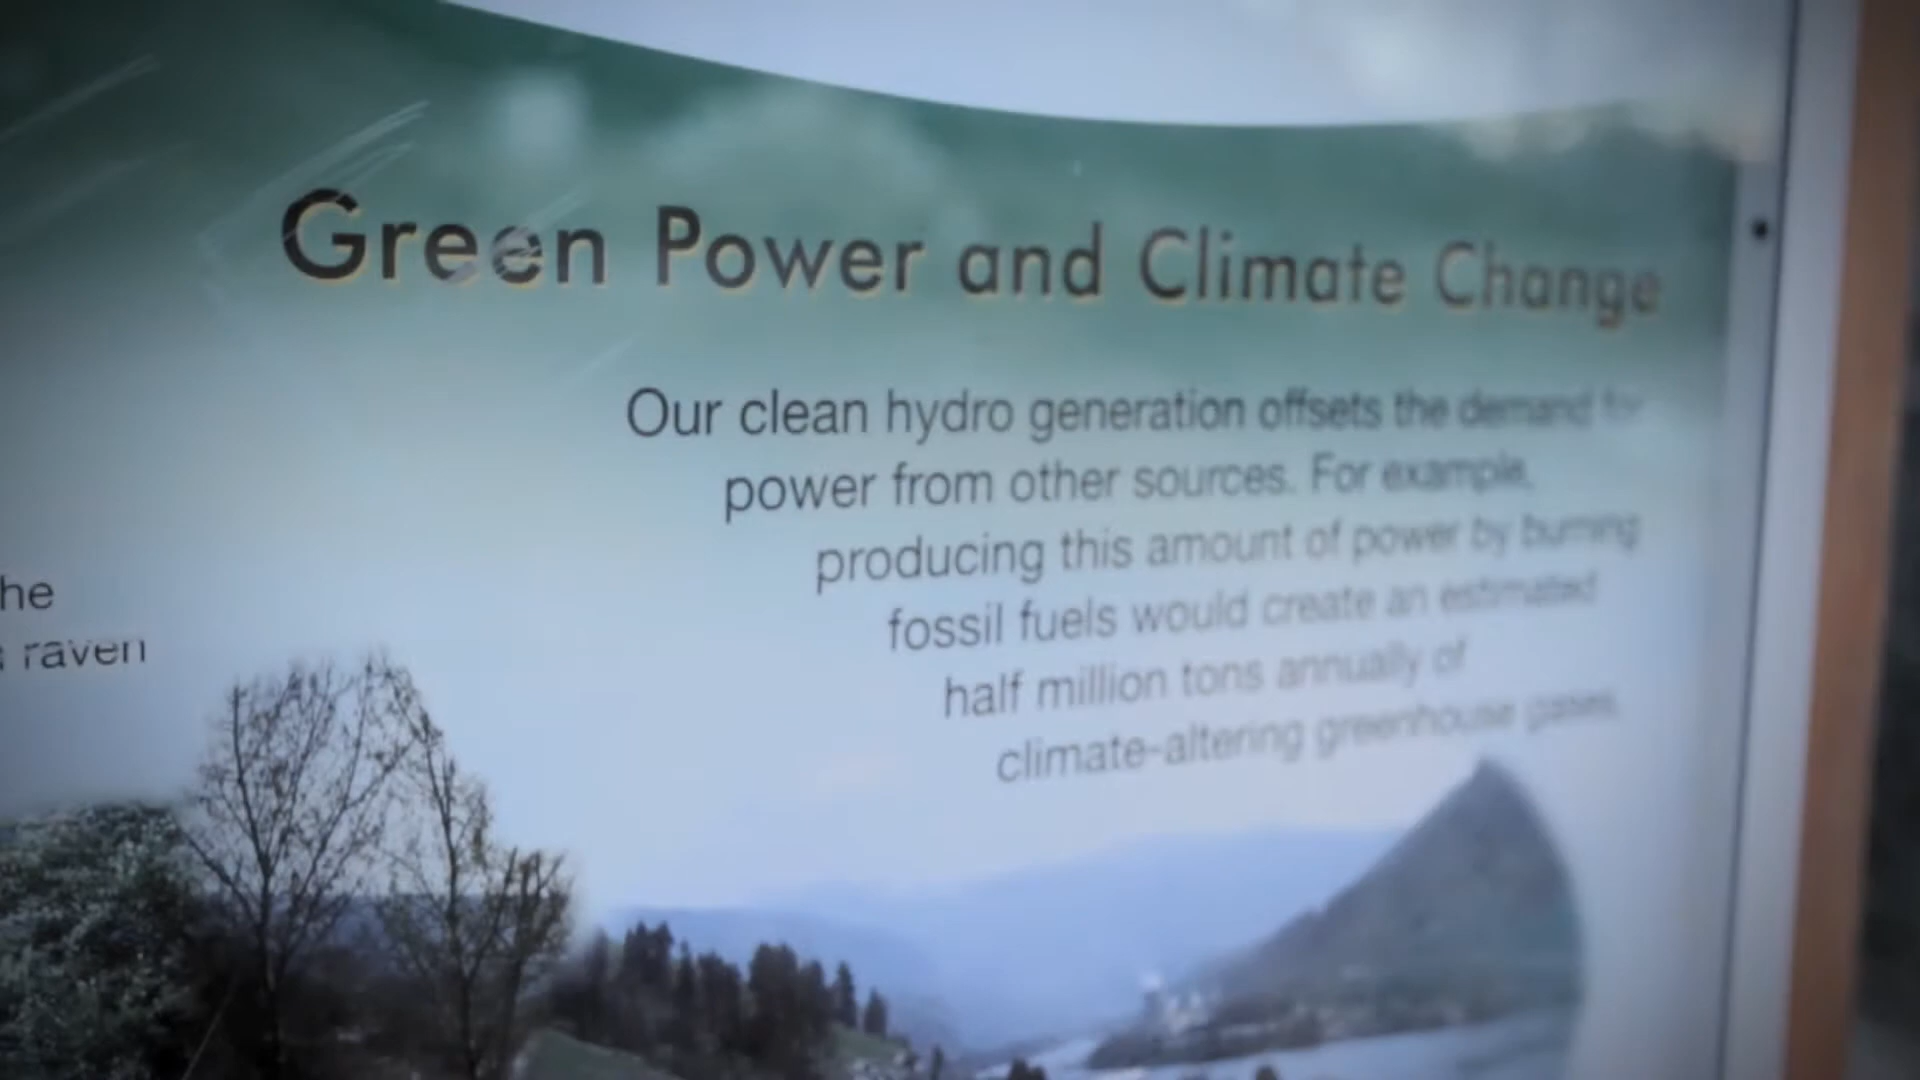 Green Power and Climate Change
Our clean hydro generation offsets the demand for
power from other sources. For example,
producing this amount of power by burning
fossil fuels would create an estimated
half million tons annually of
climate-altering greenhouse gases.
he
raven